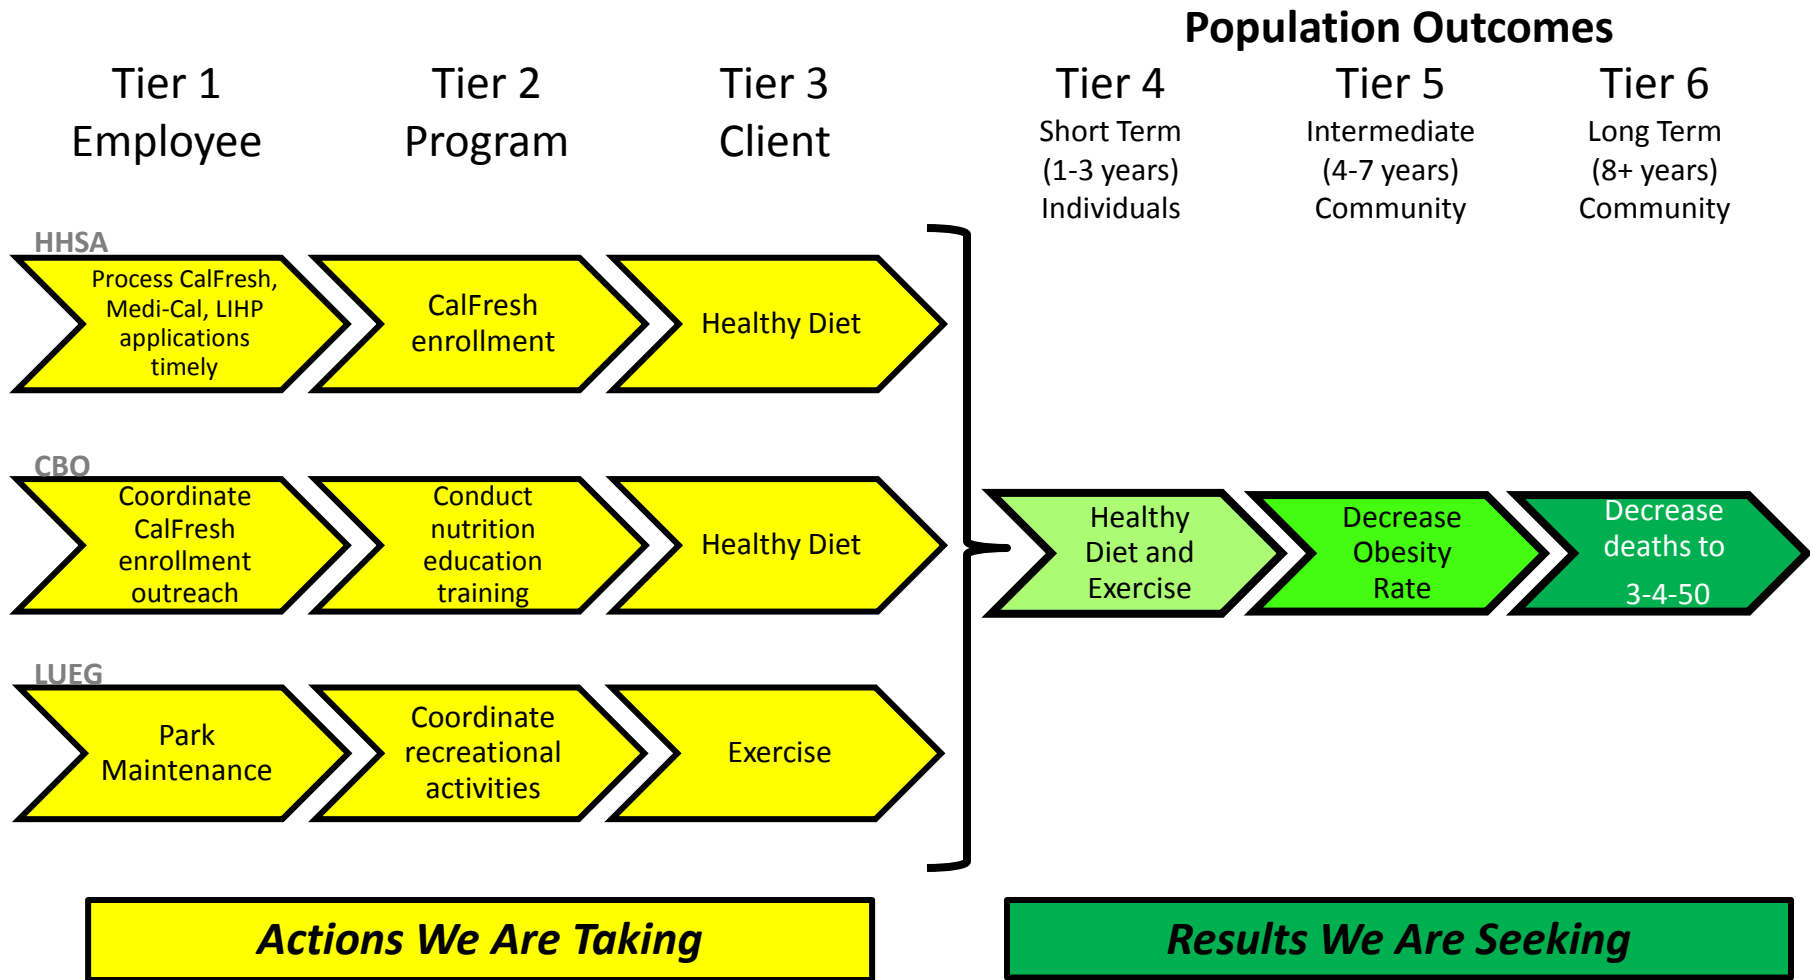 Population Outcomes
Tier 1
Employee
Tier 2
Program
Tier 3
Client
Tier 4
Short Term
(1-3 years)
Individuals
Tier 5
Intermediate
(4-7 years)
Community
Tier 6
Long Term
(8+ years)
Community
HHSA
Process CalFresh,
Medi-Cal, LIHP
applications
timely
CalFresh
enrollment
Healthy Diet
CBO
Coordinate
CalFresh
enrollment
outreach
Conduct
nutrition
education
training
Healthy Diet
LUEG
Park
Maintenance
Coordinate
recreational
activities
Exercise
Healthy
Diet and
Exercise
Decrease
Obesity
Rate
Decrease
deaths to
3-4-50
Actions We Are Taking
Results We Are Seeking